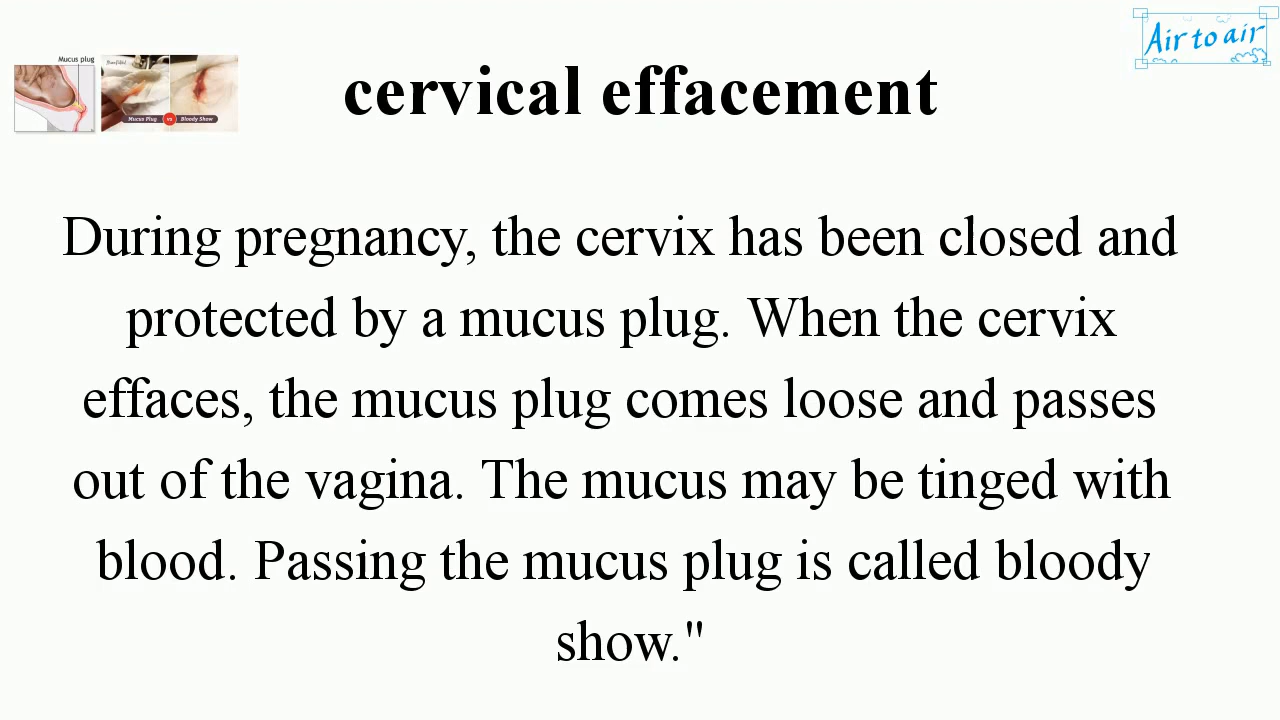 Air to air
Mucus plug
cervical effacement
Mucus Plug vs Bloody Show
During pregnancy, the cervix has been closed and
protected by a mucus plug. When the cervix
effaces, the mucus plug comes loose and passes
out of the vagina. The mucus may be tinged with
blood. Passing the mucus plug is called bloody
show."